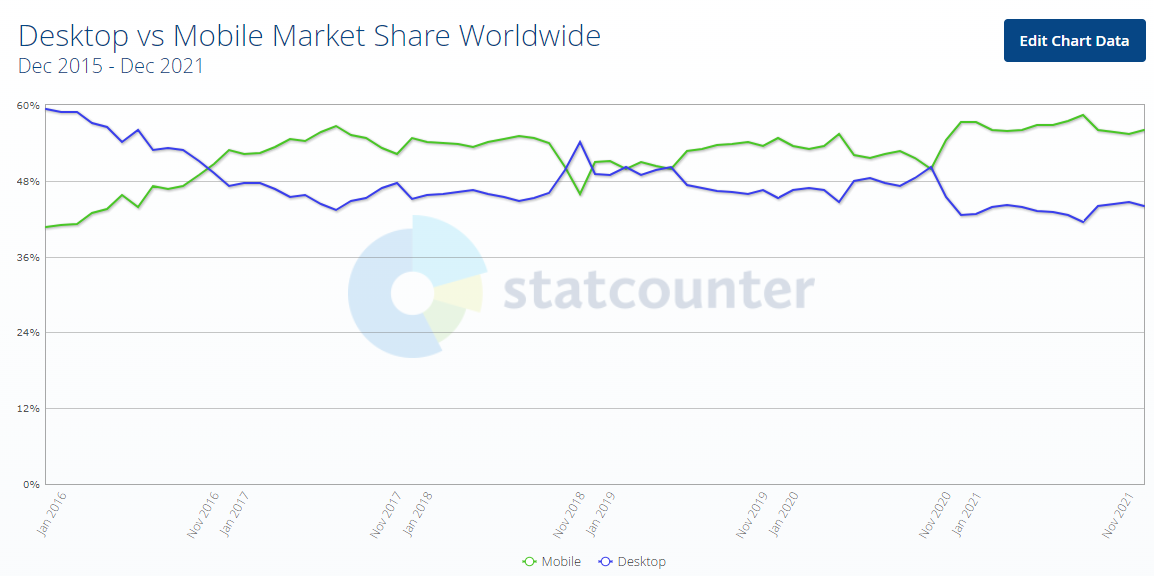 Desktop vs Mobile Market Share Worldwide
Dec 2015 - Dec 2021
Edit Chart Data
60%
48%
36%
24%
12%
0%
statcounter
Jan 2016
Nov 2016
Jan 2017
Nov 2017
Jan 2018
Nov 2018
Jan 2019
Nov 2019
Jan 2020
Nov 2020
Jan 2021
Nov 2021
Mobile Desktop